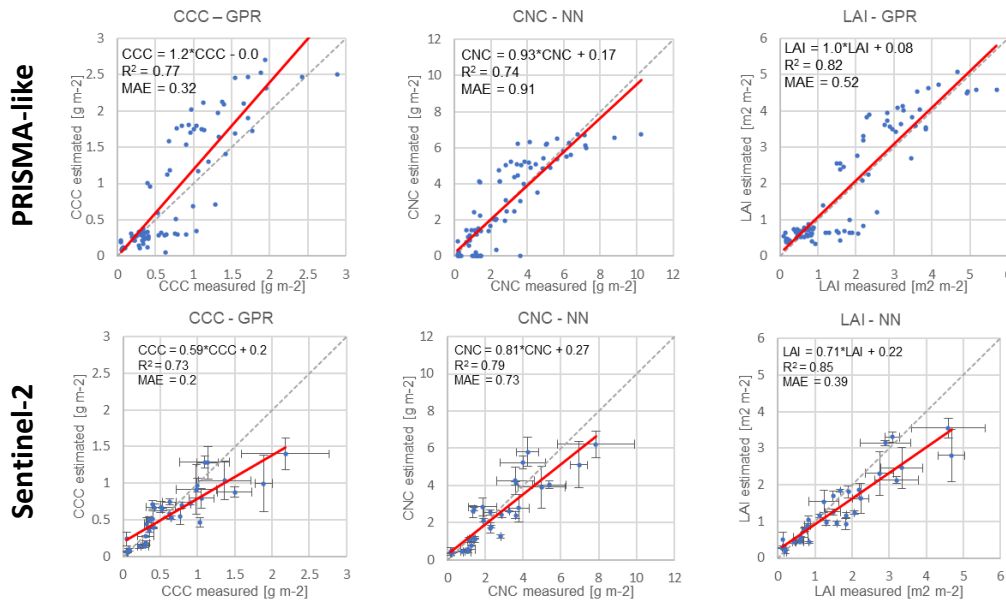 PRISMA-like
CCC – GPR
CCC = 1.2*CCC - 0.0
R² = 0.77
MAE = 0.32
CCC estimated [g m-2]
3
2.5
2
1.5
1
0.5
0
0
0.5
1
1.5
2
2.5
3
CCC measured [g m-2]
CNC - NN
CNC = 0.93*CNC + 0.17
R² = 0.74
MAE = 0.91
CNC estimated [g m-2]
12
10
8
6
4
2
0
0
2
4
6
8
10
12
CNC measured [g m-2]
LAI - GPR
LAI = 1.0*LAI + 0.08
R² = 0.82
MAE = 0.52
LAI estimated [m2 m-2]
6
5
4
3
2
1
0
0
1
2
3
4
5
6
LAI measured [m2 m-2]
Sentinel-2
CCC - GPR
CCC = 0.59*CCC + 0.2
R² = 0.73
MAE = 0.2
CCC estimated [g m-2]
3
2.5
2
1.5
1
0.5
0
0
0.5
1
1.5
2
2.5
3
CCC measured [g m-2]
CNC - NN
CNC = 0.81*CNC + 0.27
R² = 0.79
MAE = 0.73
CNC estimated [g m-2]
12
10
8
6
4
2
0
0
2
4
6
8
10
12
CNC measured [g m-2]
LAI - NN
LAI = 0.71*LAI + 0.22
R² = 0.85
MAE = 0.39
LAI estimated [m2 m-2]
6
5
4
3
2
1
0
0
1
2
3
4
5
6
LAI measured [m2 m-2]